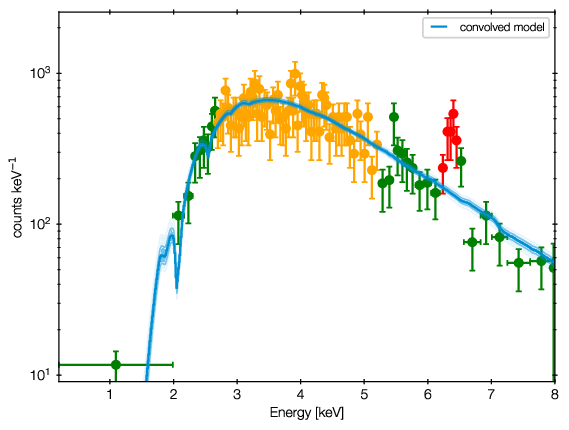 convolved model
10³
10²
10¹
counts keV⁻¹
1 2 3 4 5 6 7 8
Energy [keV]